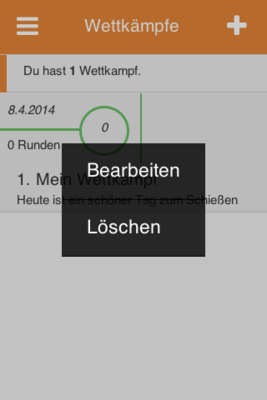 Wettkämpfe
Du hast 1 Wettkampf.
8.4.2014
0
0 Runden
Bearbeiten
1. Mein Wettkampf
Heute ist ein schöner Tag zum Schießen
Löschen